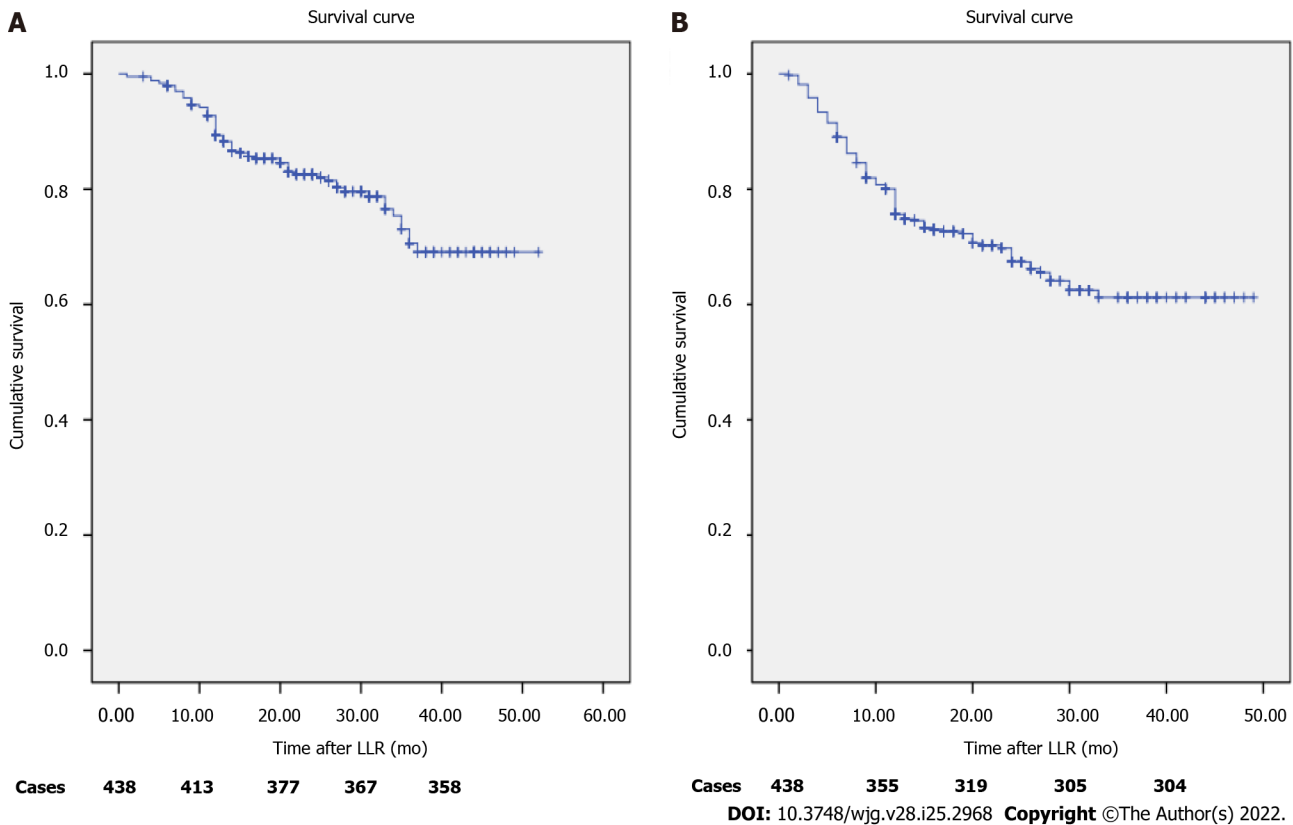 A
Survival curve
Cumulative survival
1.0
0.8
0.6
0.4
0.2
0.0
0.00 10.00 20.00 30.00 40.00 50.00 60.00
Time after LLR (mo)
Cases 438 413 377 367 358
B
Survival curve
Cumulative survival
1.0
0.8
0.6
0.4
0.2
0.0
0.00 10.00 20.00 30.00 40.00 50.00
Time after LLR (mo)
Cases 438 355 319 305 304
DOI: 10.3748/wjg.v28.i25.2968 Copyright ©The Author(s) 2022.